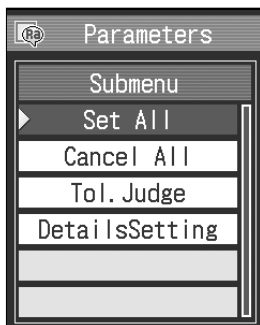 Ra Parameters
Submenu
Set All
Cancel All
Tol.Judge
DetailsSetting